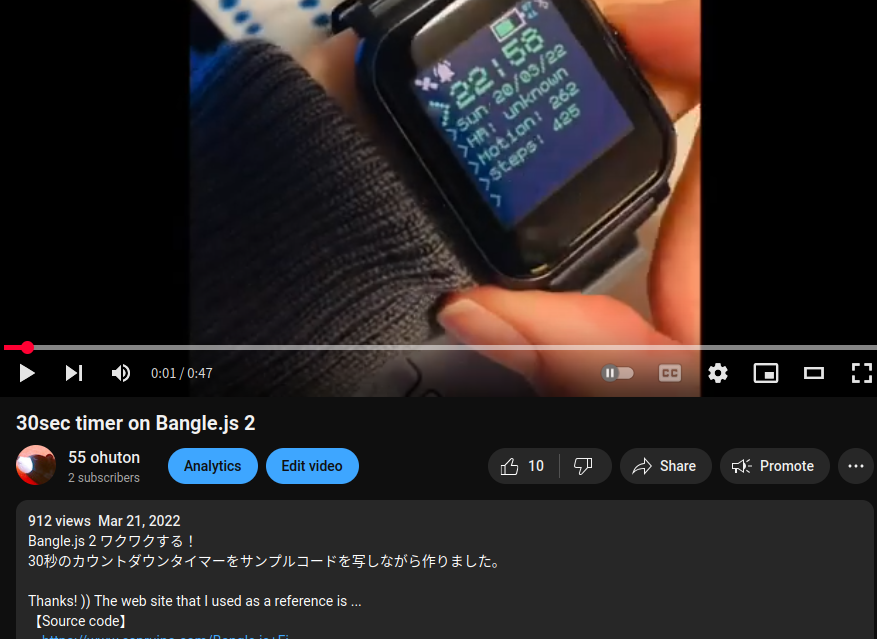 22:58
>Sun 20/03/22
>HR: unknown
>Motion: 262
>Steps: 425
>
0:01 / 0:47
CC
30sec timer on Bangle.js 2
55 ohuton
2 subscribers
Analytics
Edit video
10
Share
Promote
912 views Mar 21, 2022
Bangle.js 2 ワクワクする！
30秒のカウントダウンタイマーをサンプルコードを写しながら作りました。
Thanks! )) The web site that I used as a reference is ...
【Source code】